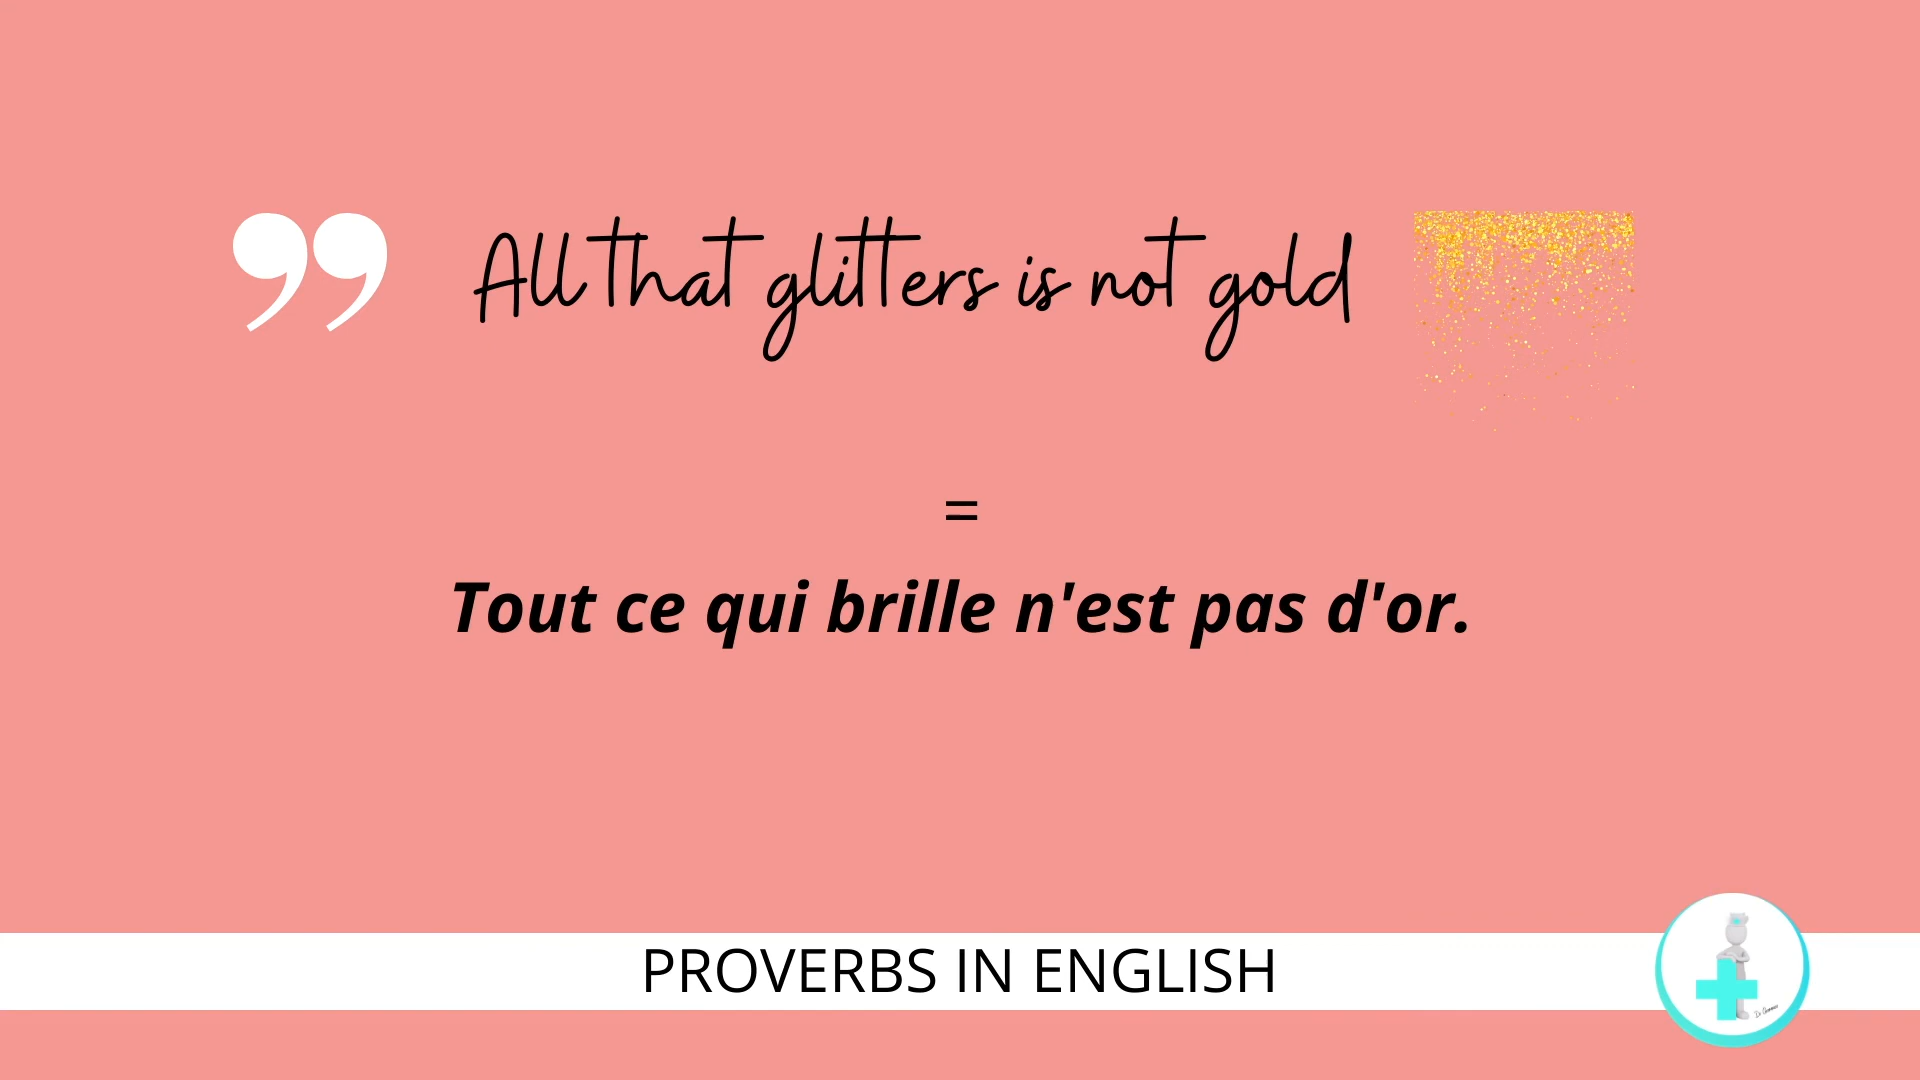 All that glitters is not gold
=
Tout ce qui brille n'est pas d'or.
PROVERBS IN ENGLISH